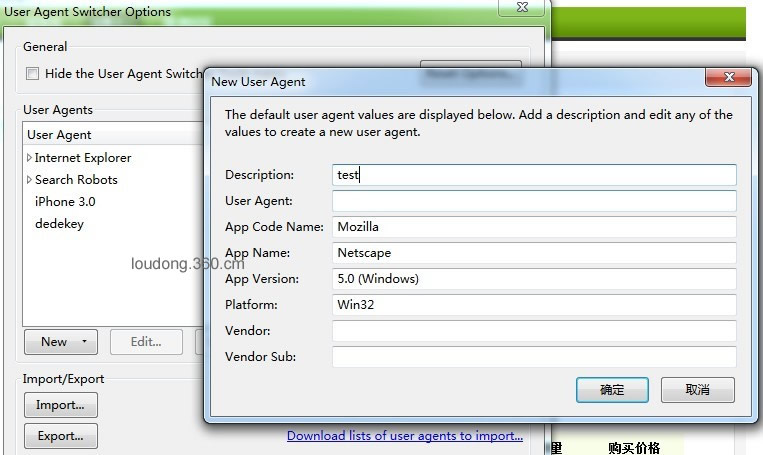 User Agent Switcher Options
General
Hide the User Agent Switch
New User Agent
The default user agent values are displayed below. Add a description and edit any of the
values to create a new user agent.
User Agents
User Agent
Internet Explorer
Search Robots
iPhone 3.0
dedekey
loudong.360.cm
Description: test
User Agent:
App Code Name: Mozilla
App Name: Netscape
App Version: 5.0 (Windows)
Platform: Win32
Vendor:
Vendor Sub:
New
Edit...
确定
取消
Import/Export
Import...
Export...
Download lists of user agents to import...
量
购买价格